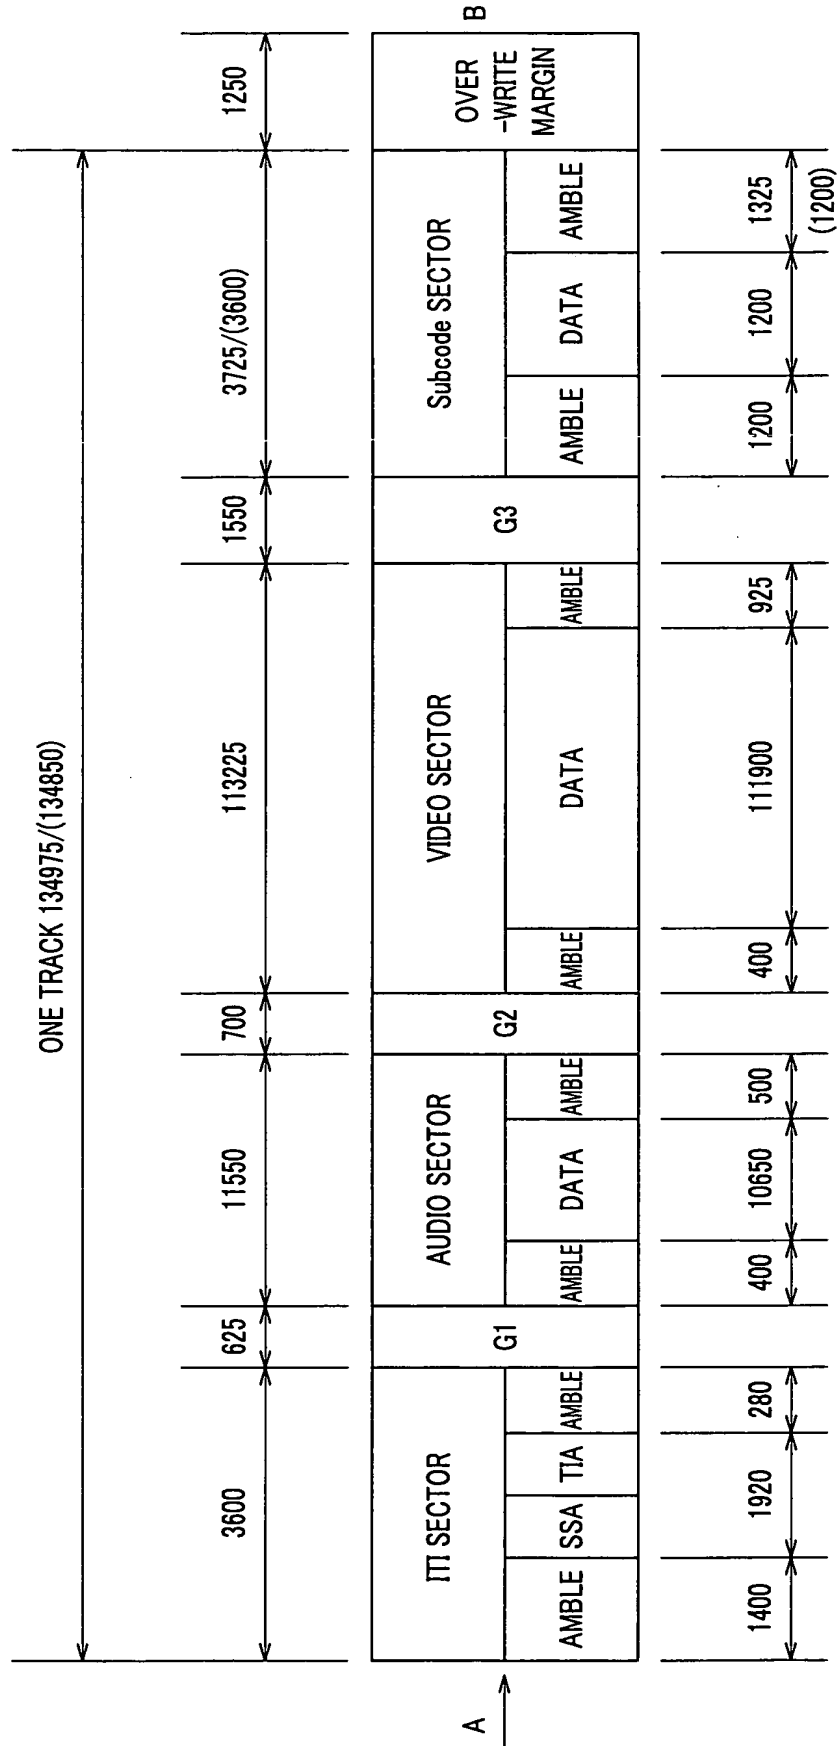 ONE TRACK 134975/(134850)
3600
625
11550
700
113225
1550
3725/(3600)
1250
A
ITI SECTOR
G1
AUDIO SECTOR
G2
VIDEO SECTOR
G3
Subcode SECTOR
OVER
-WRITE
MARGIN
B
AMBLE
SSA
TIA
AMBLE
AMBLE
DATA
AMBLE
AMBLE
DATA
AMBLE
AMBLE
DATA
AMBLE
1400
1920
280
400
10650
500
400
111900
925
1200
1200
1325
(1200)